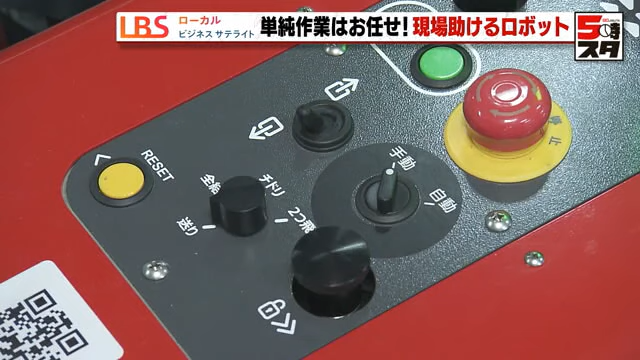 LBS ローカル
ビジネス サテライト
単純作業はお任せ！現場助けるロボット
5時
スタ
停止
RESET
手動
自動
全結
チドリ
2つ飛
送り